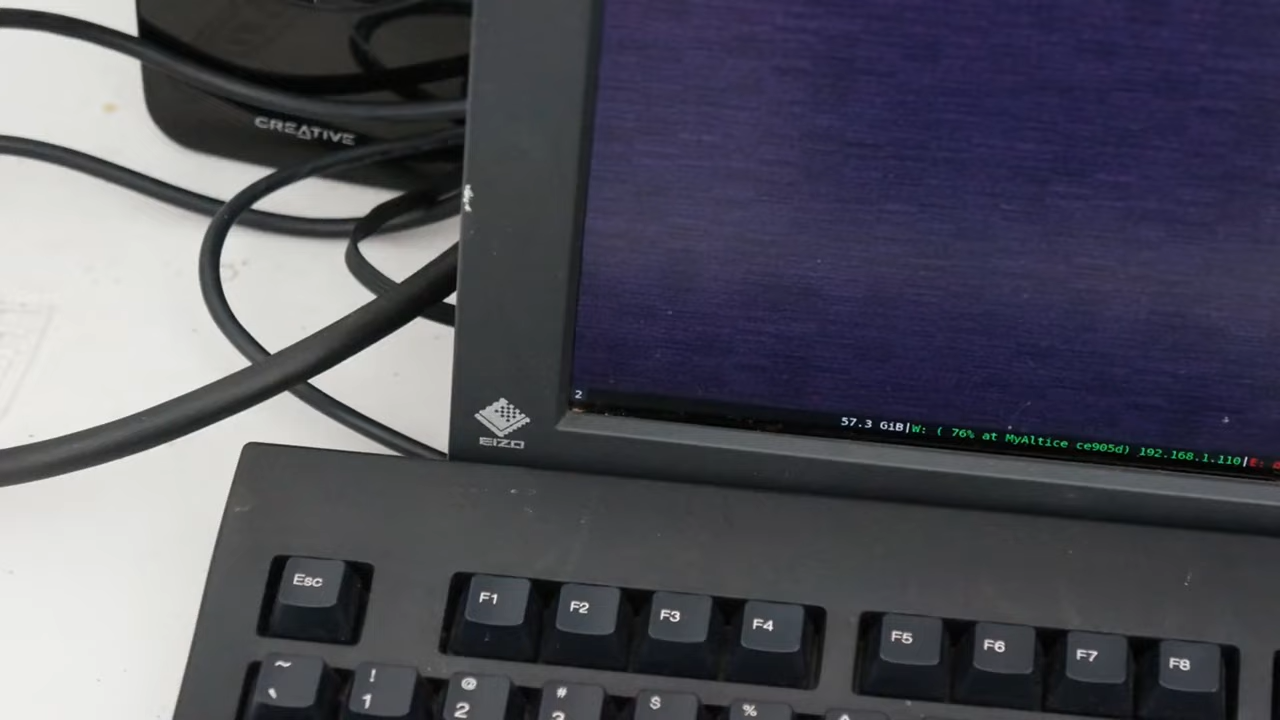 CREATIVE
2
57.3 GiB|W: ( 76% at MyAltice ce905d) 192.168.1.110|E:
EIZO
Esc
F1 F2 F3 F4 F5 F6 F7 F8
~ ! @ # $ %
` 1 2 3